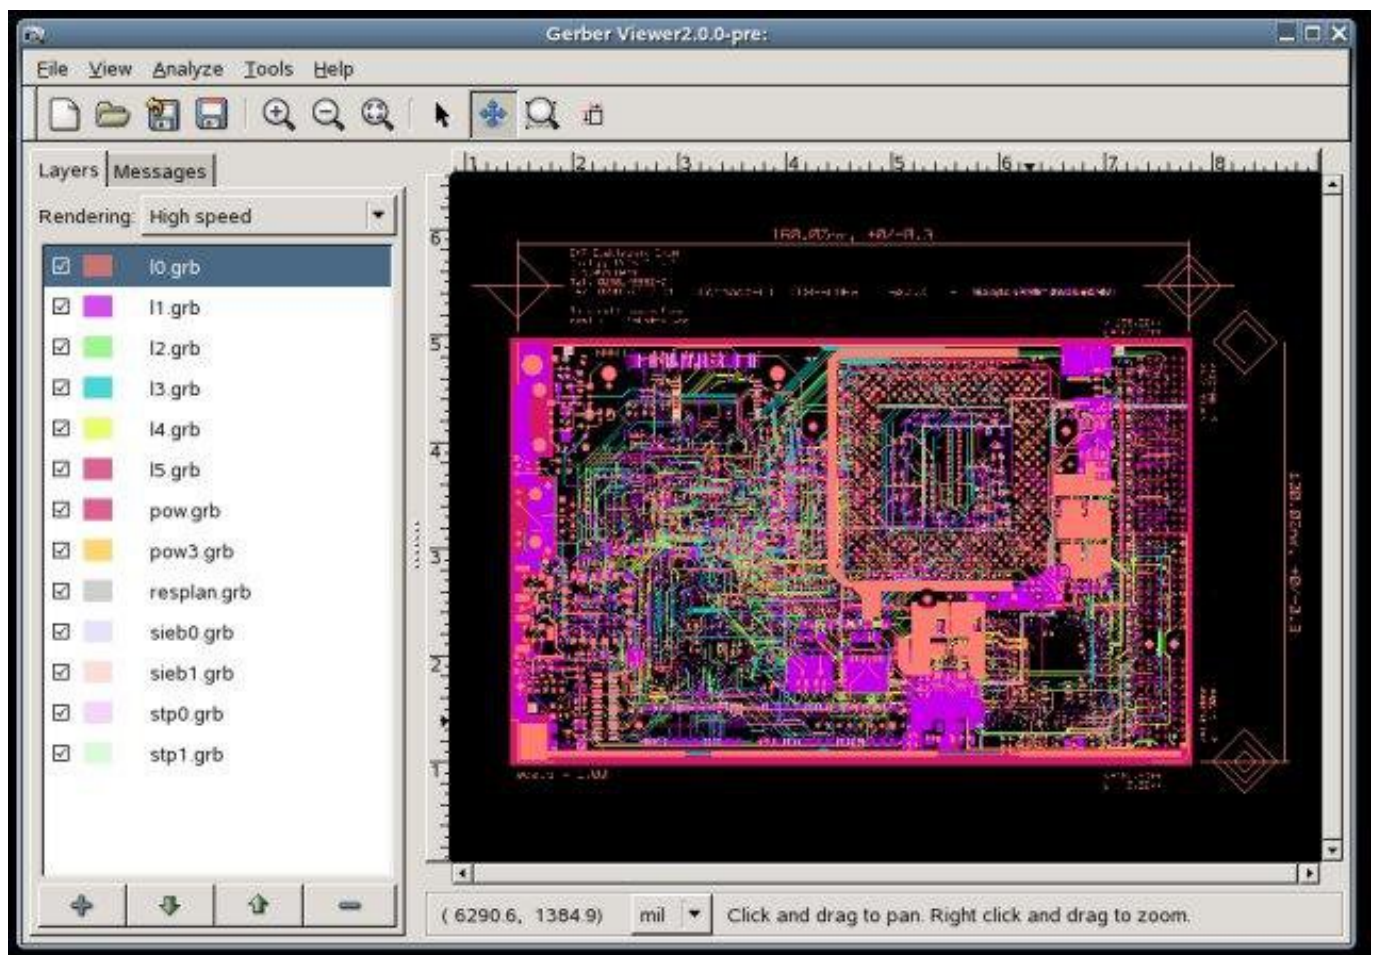 Gerber Viewer2.0.0-pre:
File View Analyze Tools Help
Layers Messages
Rendering: High speed
l0.grb
l1.grb
l2.grb
l3.grb
l4.grb
l5.grb
pow.grb
pow3.grb
resplan.grb
sieb0.grb
sieb1.grb
stp0.grb
stp1.grb
1 2 3 4 5 6 7 8
6
5
4
3
2
1
( 6290.6, 1384.9) mil Click and drag to pan. Right click and drag to zoom.